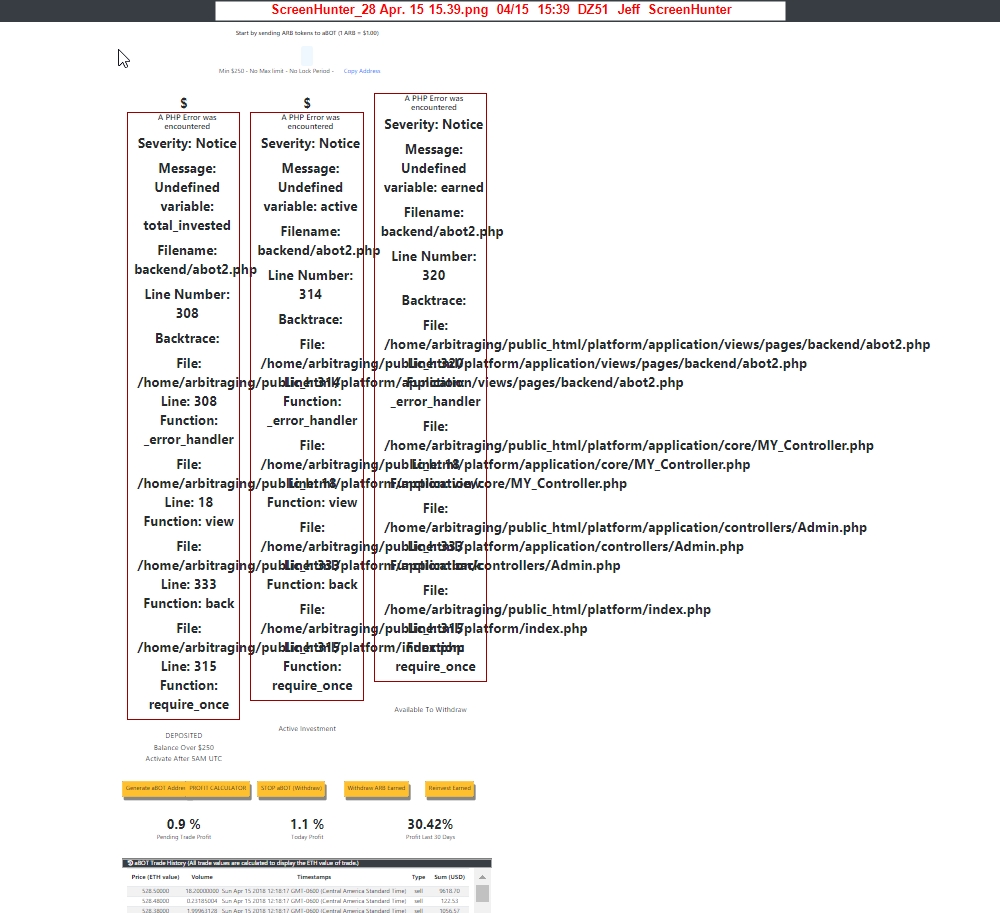 ScreenHunter_28 Apr. 15 15.39.png 04/15 15:39 DZ51 Jeff ScreenHunter
Start by sending ARB tokens to aBOT (1 ARB = $1.00)
Min $250 - No Max limit - No Lock Period - Copy Address
$
A PHP Error was
encountered
Severity: Notice
Message:
Undefined
variable:
total_invested
Filename:
backend/abot2.php
Line Number:
308
Backtrace:
File:
/home/arbitraging/public_html/platform/application/views/pages/backend/abot2.php
Line: 308
Function:
_error_handler
File:
/home/arbitraging/public_html/platform/application/core/MY_Controller.php
Line: 18
Function: view
File:
/home/arbitraging/public_html/platform/application/controllers/Admin.php
Line: 333
Function: back
File:
/home/arbitraging/public_html/platform/index.php
Line: 315
Function:
require_once
DEPOSITED
Balance Over $250
Activate After 5AM UTC
$
A PHP Error was
encountered
Severity: Notice
Message:
Undefined
variable: active
Filename:
backend/abot2.php
Line Number:
314
Backtrace:
File:
/home/arbitraging/public_html/platform/application/views/pages/backend/abot2.php
Line: 314
Function:
_error_handler
File:
/home/arbitraging/public_html/platform/application/core/MY_Controller.php
Line: 18
Function: view
File:
/home/arbitraging/public_html/platform/application/controllers/Admin.php
Line: 333
Function: back
File:
/home/arbitraging/public_html/platform/index.php
Line: 315
Function:
require_once
Active Investment
A PHP Error was
encountered
Severity: Notice
Message:
Undefined
variable: earned
Filename:
backend/abot2.php
Line Number:
320
Backtrace:
File:
/home/arbitraging/public_html/platform/application/views/pages/backend/abot2.php
Line: 320
Function:
_error_handler
File:
/home/arbitraging/public_html/platform/application/core/MY_Controller.php
Line: 18
Function: view
File:
/home/arbitraging/public_html/platform/application/controllers/Admin.php
Line: 333
Function: back
File:
/home/arbitraging/public_html/platform/index.php
Line: 315
Function:
require_once
Available To Withdraw
Generate aBOT Addres PROFIT CALCULATOR STOP aBOT (Withdraw) Withdraw ARB Earned Reinvest Earned
0.9 % 1.1 % 30.42%
Pending Trade Profit Today Profit Profit Last 30 Days
aBOT Trade History (All trade values are calculated to display the ETH value of trade.)
Price (ETH value) Volume Timestamps Type Sum (USD)
528.50000 18.20000000 Sun Apr 15 2018 12:18:17 GMT-0600 (Central America Standard Time) sell 9618.70
528.48000 0.23185004 Sun Apr 15 2018 12:18:17 GMT-0600 (Central America Standard Time) sell 122.53
528.38000 1.99963128 Sun Apr 15 2018 12:18:17 GMT-0600 (Central America Standard Time) sell 1056.57